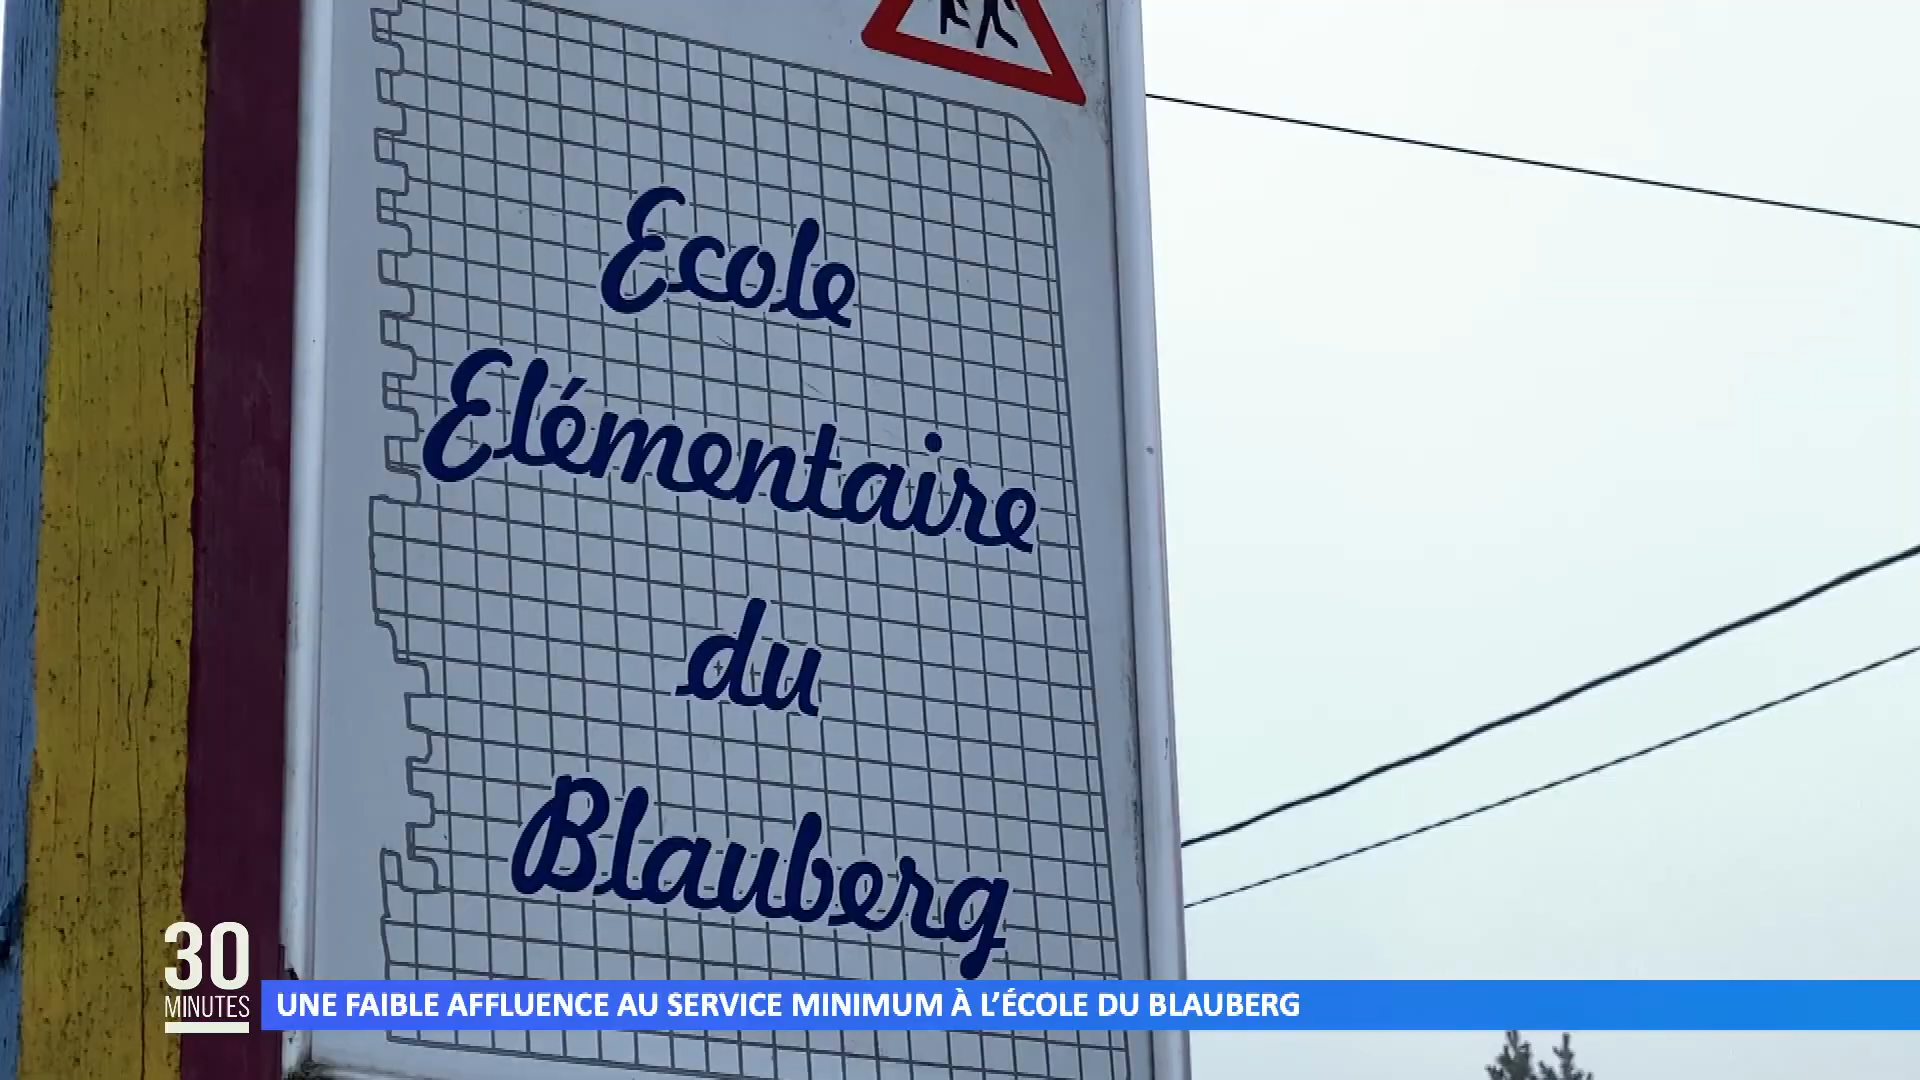 Ecole
Elémentaire
du
Blauberg
30
MINUTES
UNE FAIBLE AFFLUENCE AU SERVICE MINIMUM À L'ÉCOLE DU BLAUBERG